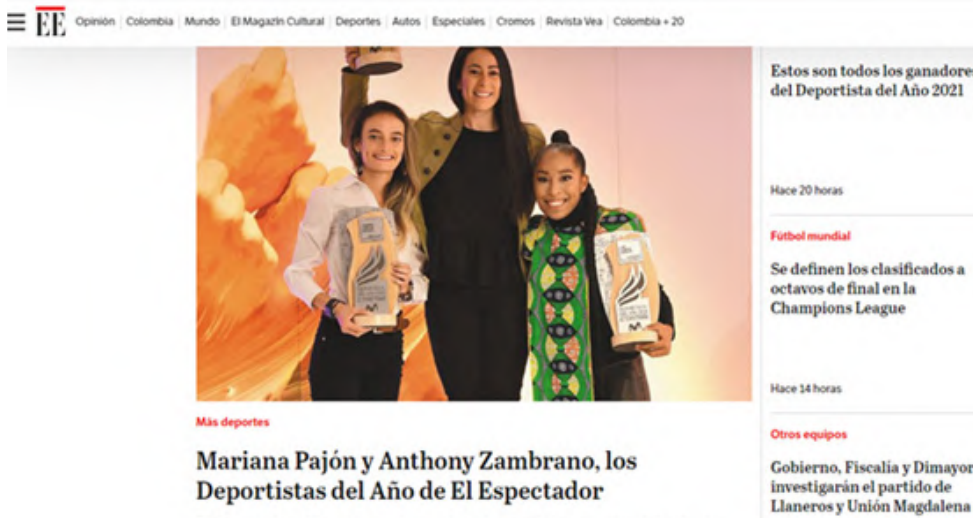 EE
Opinión | Colombia | Mundo | El Magazín Cultural | Deportes | Autos | Especiales | Cromos | Revista Vea | Colombia + 20
Más deportes
Mariana Pajón y Anthony Zambrano, los
Deportistas del Año de El Espectador
Estos son todos los ganadores
del Deportista del Año 2021
Hace 20 horas
Fútbol mundial
Se definen los clasificados a
octavos de final en la
Champions League
Hace 14 horas
Otros equipos
Gobierno, Fiscalía y Dimayor
investigarán el partido de
Llaneros y Unión Magdalena